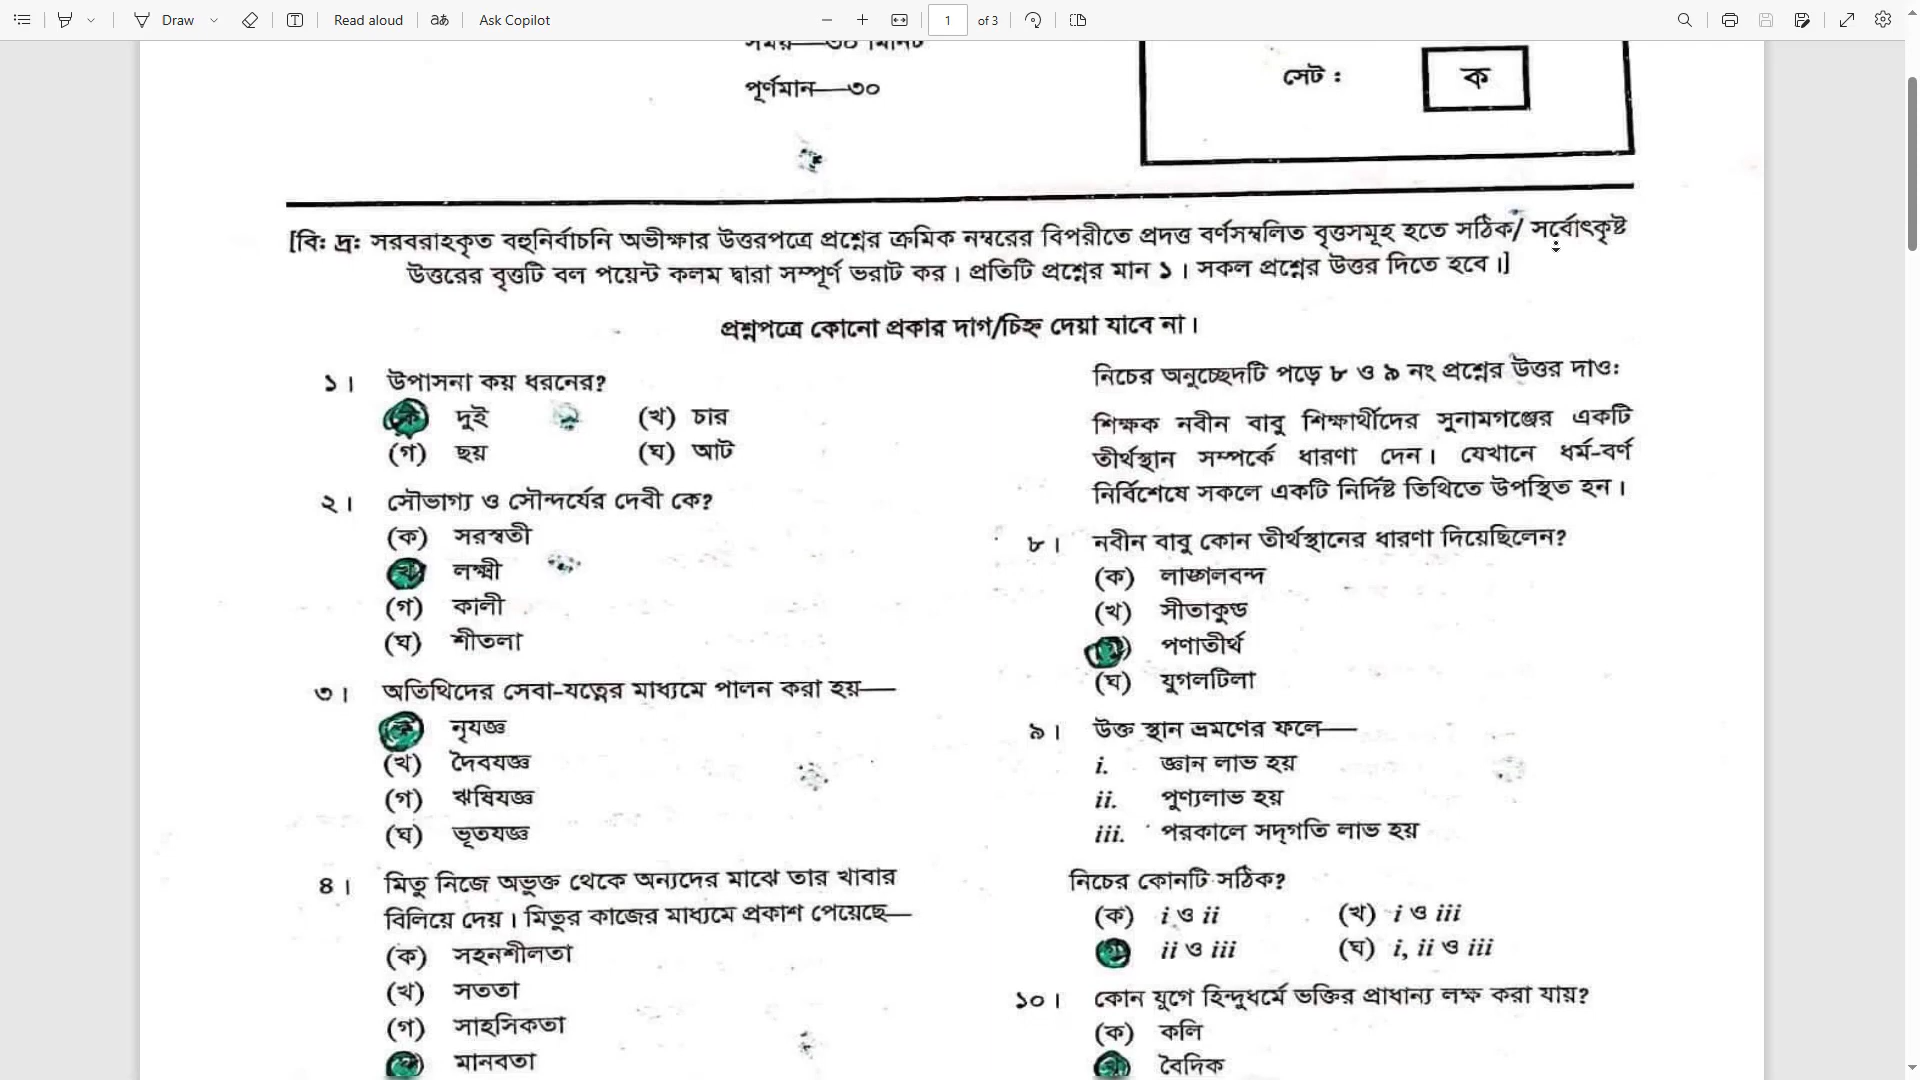 Draw
Read aloud
aあ
Ask Copilot
1 of 3
সময়—৩০ মিনিট
পূর্ণমান—৩০
সেট : ক
[বি: দ্র: সরবরাহকৃত বহুনির্বাচনি অভীক্ষার উত্তরপত্রে প্রশ্নের ক্রমিক নম্বরের বিপরীতে প্রদত্ত বর্ণসম্বলিত বৃত্তসমূহ হতে সঠিক/ সর্বোৎকৃষ্ট
উত্তরের বৃত্তটি বল পয়েন্ট কলম দ্বারা সম্পূর্ণ ভরাট কর। প্রতিটি প্রশ্নের মান ১। সকল প্রশ্নের উত্তর দিতে হবে।]
প্রশ্নপত্রে কোনো প্রকার দাগ/চিহ্ন দেয়া যাবে না।
১। উপাসনা কয় ধরনের?
দুই (খ) চার
(গ) ছয় (ঘ) আট
২। সৌভাগ্য ও সৌন্দর্যের দেবী কে?
(ক) সরস্বতী
লক্ষ্মী
(গ) কালী
(ঘ) শীতলা
৩। অতিথিদের সেবা-যত্নের মাধ্যমে পালন করা হয়—
নৃযজ্ঞ
(খ) দৈবযজ্ঞ
(গ) ঋষিযজ্ঞ
(ঘ) ভূতযজ্ঞ
৪। মিতু নিজে অভুক্ত থেকে অন্যদের মাঝে তার খাবার
বিলিয়ে দেয়। মিতুর কাজের মাধ্যমে প্রকাশ পেয়েছে—
(ক) সহনশীলতা
(খ) সততা
(গ) সাহসিকতা
মানবতা
নিচের অনুচ্ছেদটি পড়ে ৮ ও ৯ নং প্রশ্নের উত্তর দাও:
শিক্ষক নবীন বাবু শিক্ষার্থীদের সুনামগঞ্জের একটি
তীর্থস্থান সম্পর্কে ধারণা দেন। যেখানে ধর্ম-বর্ণ
নির্বিশেষে সকলে একটি নির্দিষ্ট তিথিতে উপস্থিত হন।
৮। নবীন বাবু কোন তীর্থস্থানের ধারণা দিয়েছিলেন?
(ক) লাঙ্গলবন্দ
(খ) সীতাকুন্ড
পণাতীর্থ
(ঘ) যুগলটিলা
৯। উক্ত স্থান ভ্রমণের ফলে—
i. জ্ঞান লাভ হয়
ii. পুণ্যলাভ হয়
iii. পরকালে সদ্‌গতি লাভ হয়
নিচের কোনটি সঠিক?
(ক) i ও ii (খ) i ও iii
ii ও iii (ঘ) i, ii ও iii
১০। কোন যুগে হিন্দুধর্মে ভক্তির প্রাধান্য লক্ষ করা যায়?
(ক) কলি
বৈদিক